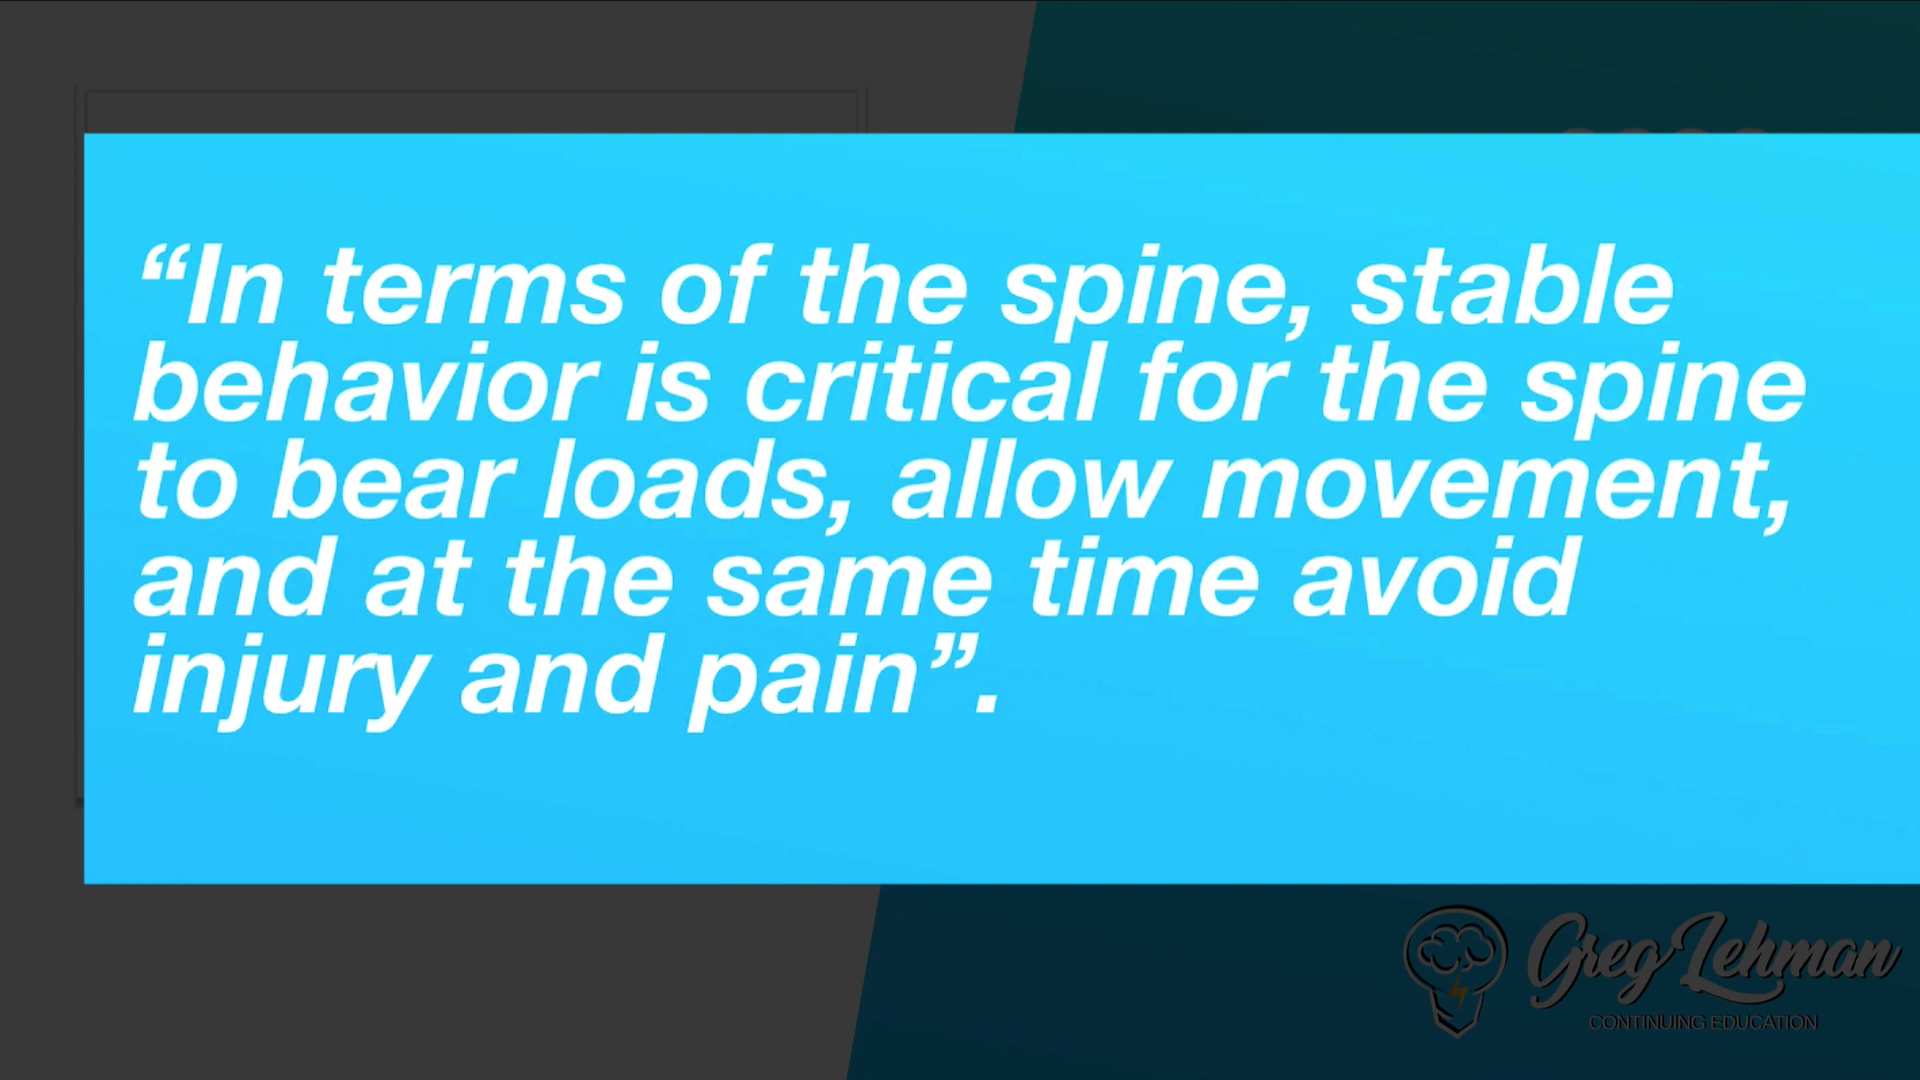 “In terms of the spine, stable
behavior is critical for the spine
to bear loads, allow movement,
and at the same time avoid
injury and pain”.
Greg Lehman
CONTINUING EDUCATION